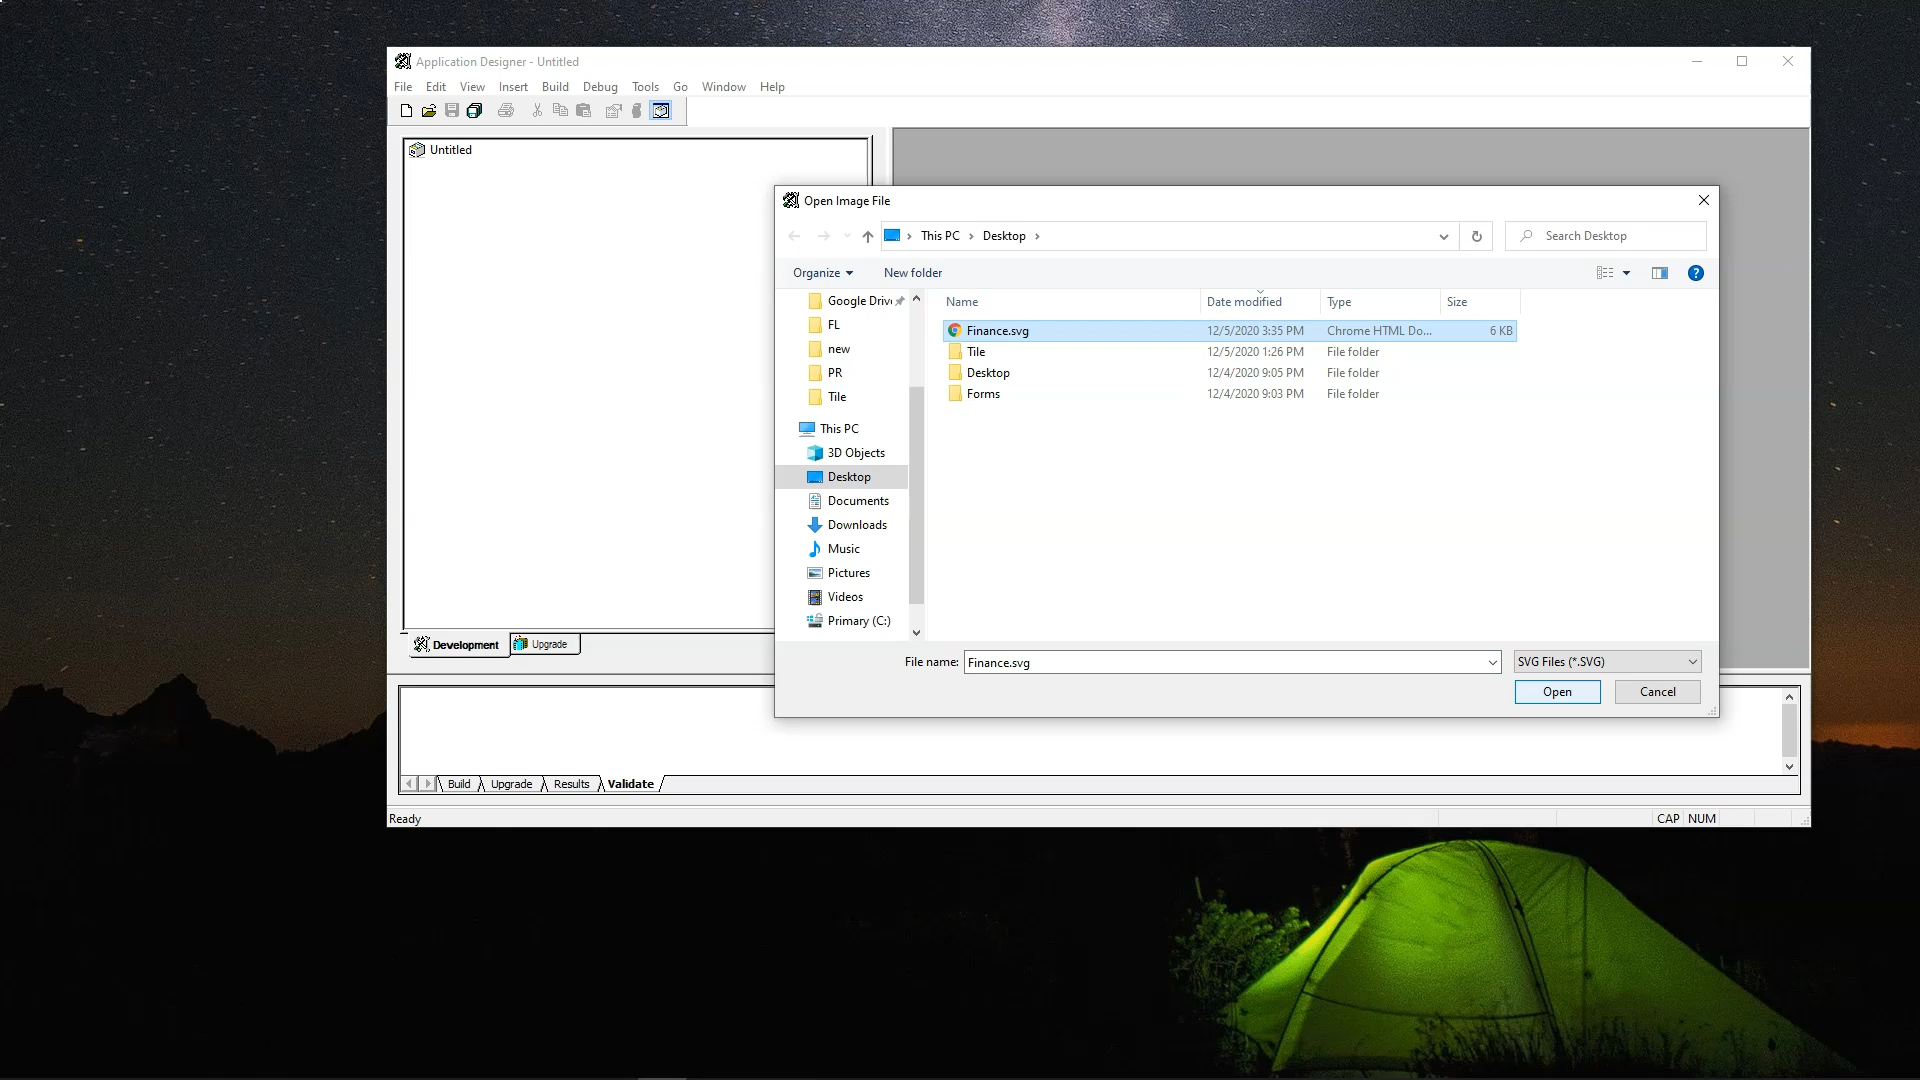 Application Designer - Untitled
File Edit View Insert Build Debug Tools Go Window Help
Untitled
Open Image File
This PC Desktop
Search Desktop
Organize New folder
Name Date modified Type Size
Google Driv
FL
new
PR
Tile
This PC
3D Objects
Desktop
Documents
Downloads
Music
Pictures
Videos
Primary (C:)
Finance.svg 12/5/2020 3:35 PM Chrome HTML Do... 6 KB
Tile 12/5/2020 1:26 PM File folder
Desktop 12/4/2020 9:05 PM File folder
Forms 12/4/2020 9:03 PM File folder
File name: Finance.svg SVG Files (*.SVG)
Open Cancel
Development Upgrade
Build Upgrade Results Validate
Ready CAP NUM